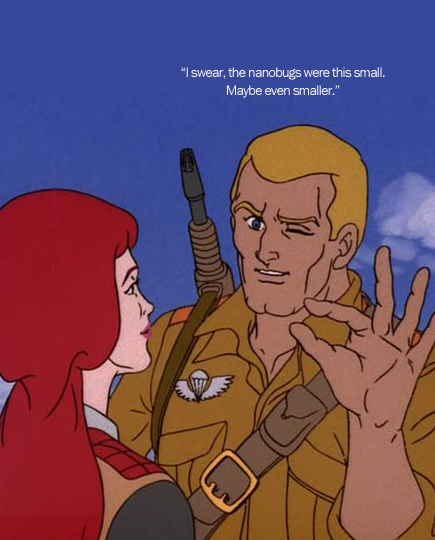 “I swear, the nanobugs were this small.
Maybe even smaller.”